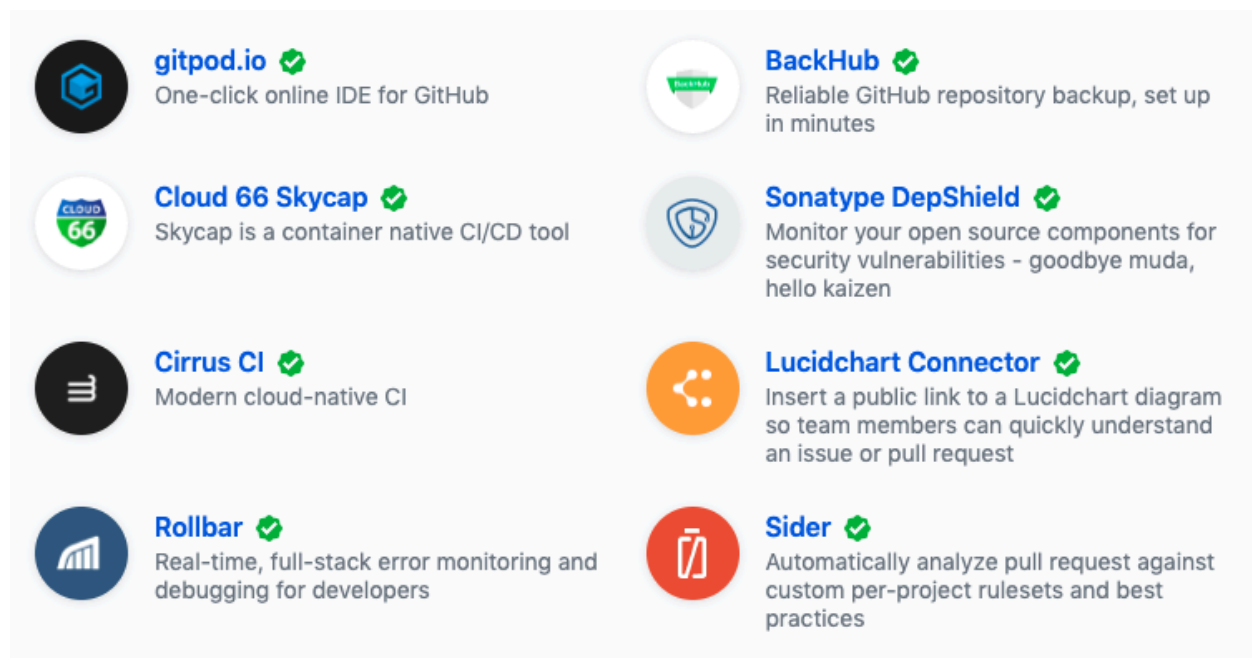 gitpod.io
One-click online IDE for GitHub
BackHub
BackHub
Reliable GitHub repository backup, set up
in minutes
CLOUD
66
Cloud 66 Skycap
Skycap is a container native CI/CD tool
Sonatype DepShield
Monitor your open source components for
security vulnerabilities - goodbye muda,
hello kaizen
Cirrus CI
Modern cloud-native CI
Lucidchart Connector
Insert a public link to a Lucidchart diagram
so team members can quickly understand
an issue or pull request
Rollbar
Real-time, full-stack error monitoring and
debugging for developers
Sider
Automatically analyze pull request against
custom per-project rulesets and best
practices